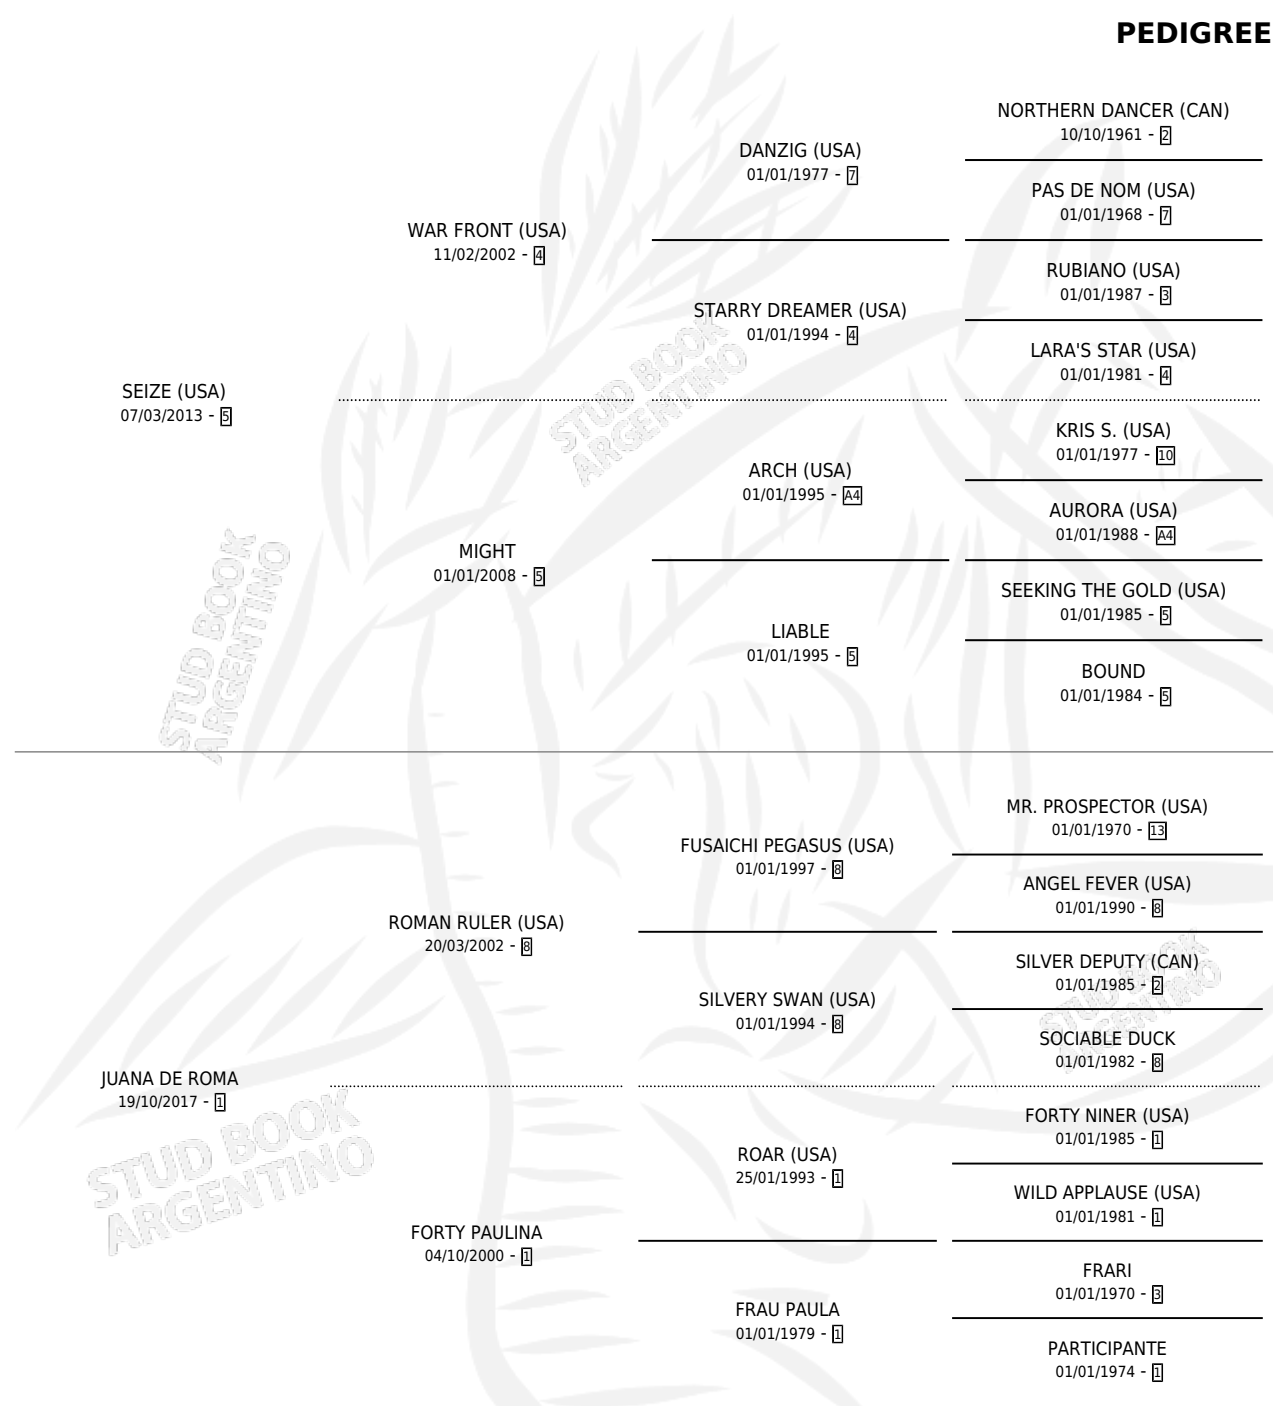 PEDIGREE
NORTHERN DANCER (CAN)
10/10/1961 - 2
DANZIG (USA)
01/01/1977 - 7
PAS DE NOM (USA)
01/01/1968 - 7
WAR FRONT (USA)
11/02/2002 - 4
RUBIANO (USA)
01/01/1987 - 3
STARRY DREAMER (USA)
01/01/1994 - 4
LARA'S STAR (USA)
01/01/1981 - 4
SEIZE (USA)
07/03/2013 - 5
KRIS S. (USA)
01/01/1977 - 10
ARCH (USA)
01/01/1995 - A4
AURORA (USA)
01/01/1988 - A4
MIGHT
01/01/2008 - 5
SEEKING THE GOLD (USA)
01/01/1985 - 5
LIABLE
01/01/1995 - 5
BOUND
01/01/1984 - 5
STUD BOOK
ARGENTINO
STUD BOOK
ARGENTINO
MR. PROSPECTOR (USA)
01/01/1970 - 13
FUSAICHI PEGASUS (USA)
01/01/1997 - 8
ANGEL FEVER (USA)
01/01/1990 - 8
ROMAN RULER (USA)
20/03/2002 - 8
SILVER DEPUTY (CAN)
01/01/1985 - 2
SILVERY SWAN (USA)
01/01/1994 - 8
SOCIABLE DUCK
01/01/1982 - 8
STUD BOOK
ARGENTINO
JUANA DE ROMA
19/10/2017 - 1
FORTY NINER (USA)
01/01/1985 - 1
ROAR (USA)
25/01/1993 - 1
WILD APPLAUSE (USA)
01/01/1981 - 1
FORTY PAULINA
04/10/2000 - 1
FRARI
01/01/1970 - 3
FRAU PAULA
01/01/1979 - 1
PARTICIPANTE
01/01/1974 - 1
STUD BOOK
ARGENTINO